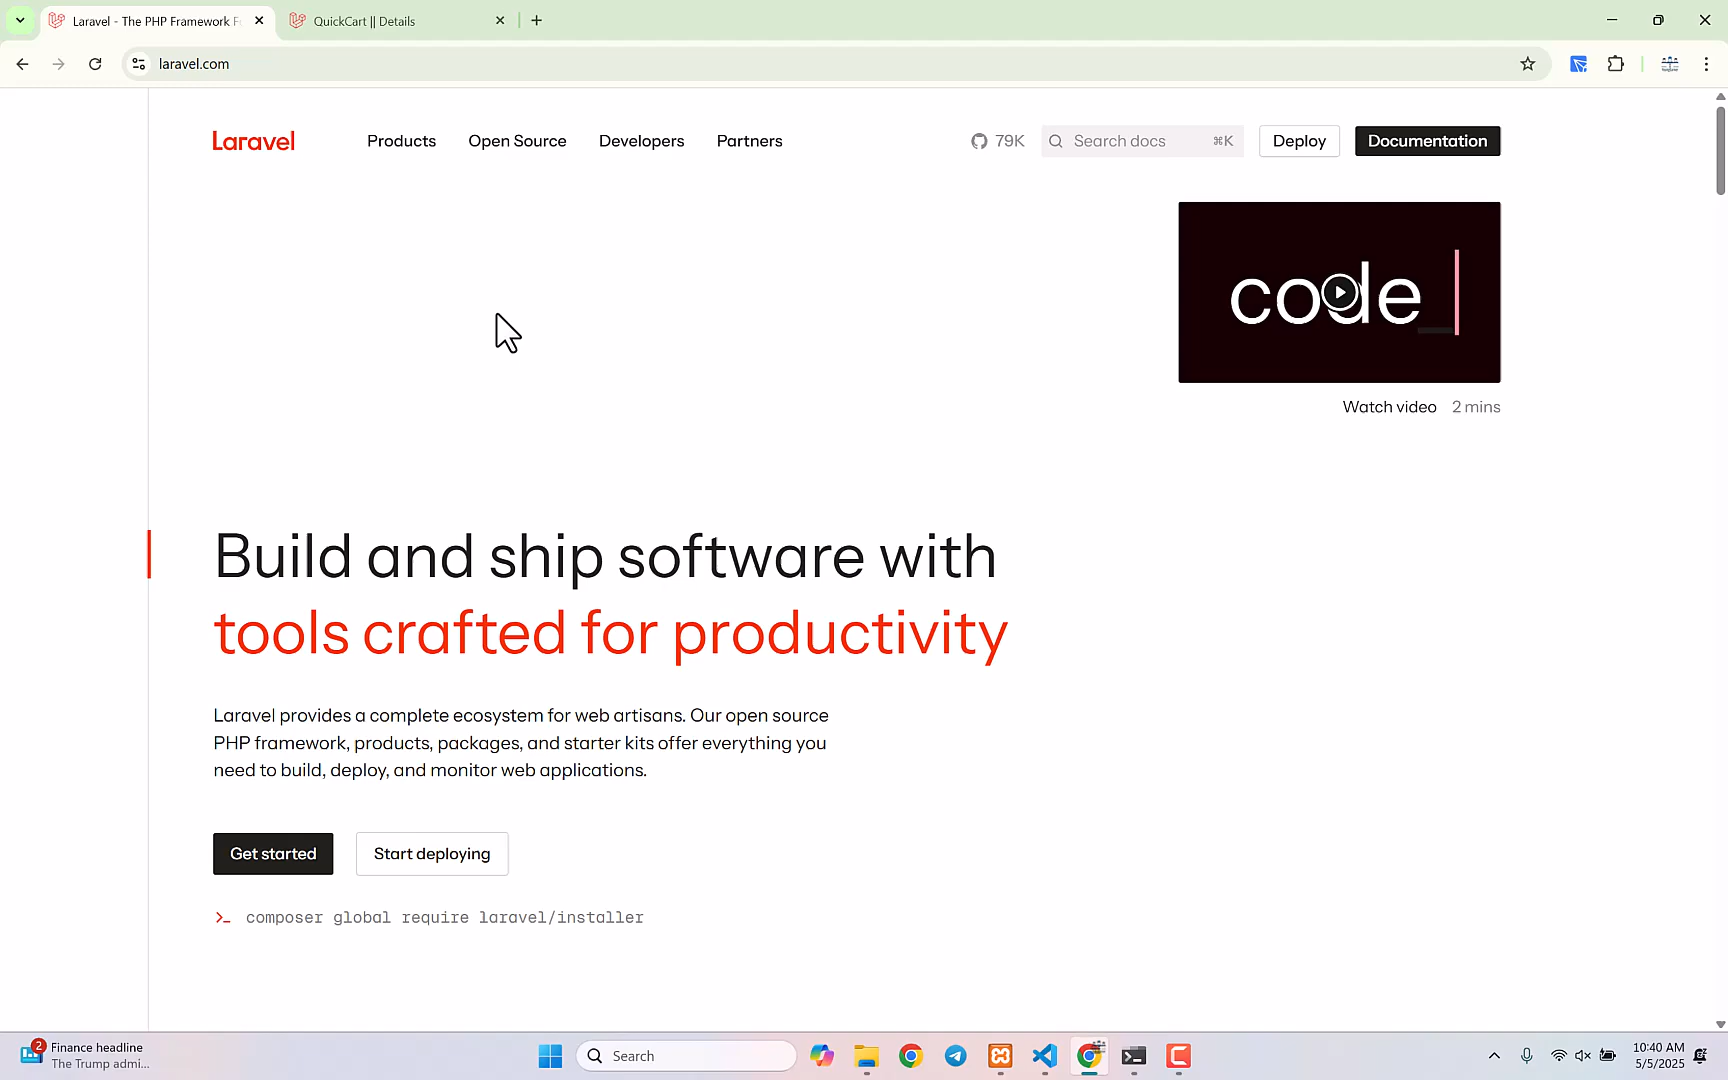 Laravel - The PHP Framework F
QuickCart || Details
laravel.com
Laravel
Products
Open Source
Developers
Partners
79K
Search docs
⌘K
Deploy
Documentation
code
Watch video 2 mins
Build and ship software with
tools crafted for productivity
Laravel provides a complete ecosystem for web artisans. Our open source
PHP framework, products, packages, and starter kits offer everything you
need to build, deploy, and monitor web applications.
Get started
Start deploying
>_ composer global require laravel/installer
2
Finance headline
The Trump admi...
Search
10:40 AM
5/5/2025